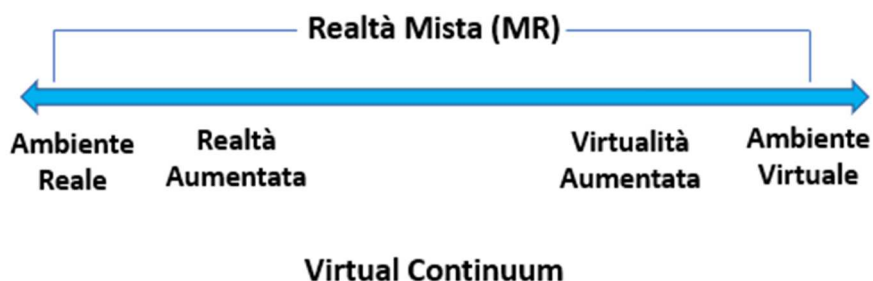 Realtà Mista (MR)
Ambiente
Reale
Realtà
Aumentata
Virtualità
Aumentata
Ambiente
Virtuale
Virtual Continuum